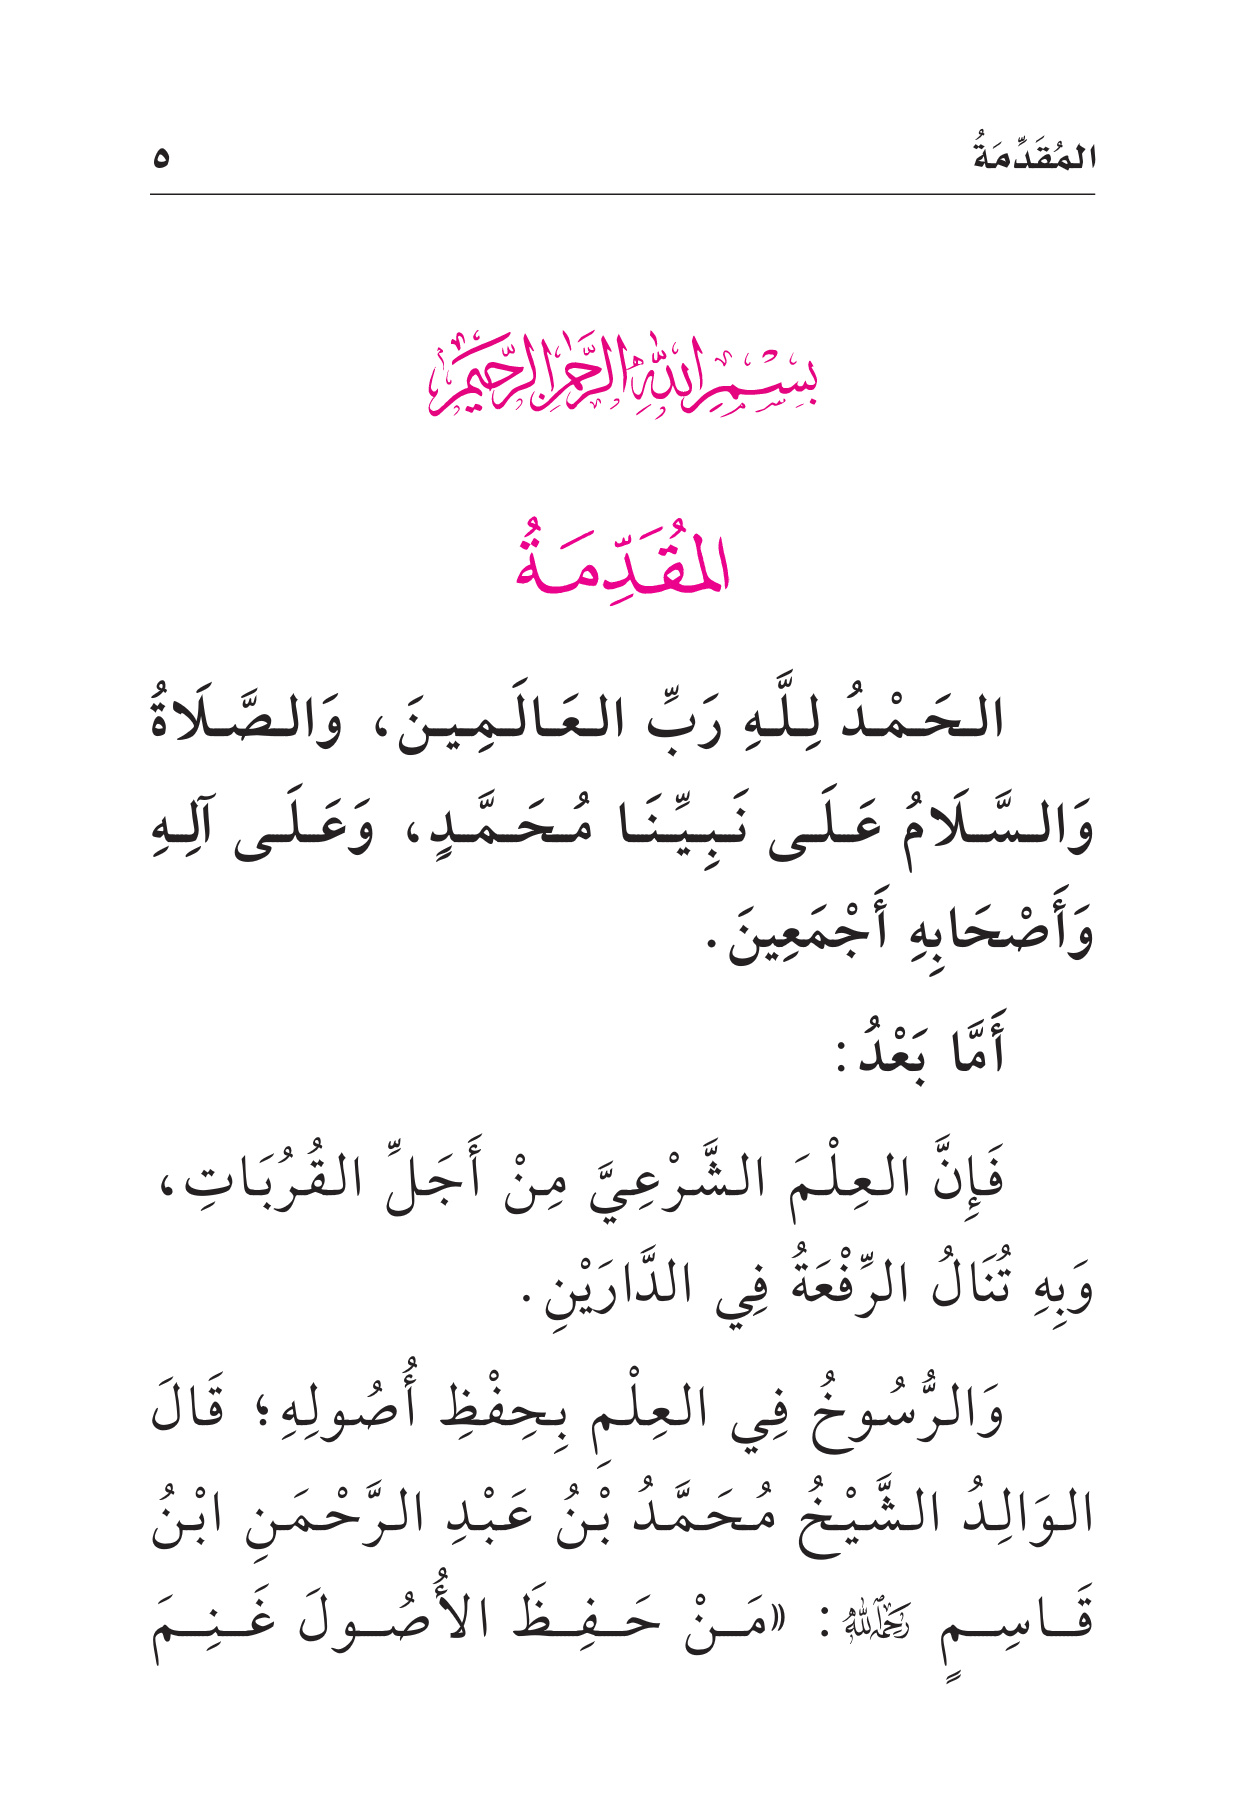 المُقَدِّمَةُ ٥
بِسْمِ اللَّهِ الرَّحْمَٰنِ الرَّحِيمِ
المُقَدِّمَةُ
الحَمْدُ لِلَّهِ رَبِّ العَالَمِينَ، وَالصَّلَاةُ
وَالسَّلَامُ عَلَى نَبِيِّنَا مُحَمَّدٍ، وَعَلَى آلِهِ
وَأَصْحَابِهِ أَجْمَعِينَ.
أَمَّا بَعْدُ:
فَإِنَّ العِلْمَ الشَّرْعِيَّ مِنْ أَجَلِّ القُرُبَاتِ،
وَبِهِ تُنَالُ الرِّفْعَةُ فِي الدَّارَيْنِ.
وَالرُّسُوخُ فِي العِلْمِ بِحِفْظِ أُصُولِهِ؛ قَالَ
الوَالِدُ الشَّيْخُ مُحَمَّدُ بْنُ عَبْدِ الرَّحْمَنِ ابْنُ
قَاسِمٍ رَحِمَهُ اللَّهُ: «مَنْ حَفِظَ الأُصُولَ غَنِمَ